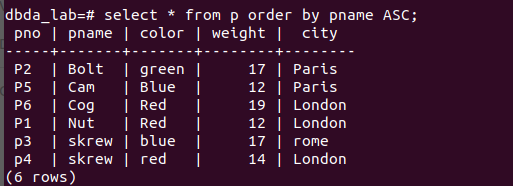 dbda_lab=# select * from p order by pname ASC;
 pno | pname | color | weight |  city
-----+-------+-------+--------+--------
 P2  | Bolt  | green |     17 | Paris
 P5  | Cam   | Blue  |     12 | Paris
 P6  | Cog   | Red   |     19 | London
 P1  | Nut   | Red   |     12 | London
 p3  | skrew | blue  |     17 | rome
 p4  | skrew | red   |     14 | London
(6 rows)